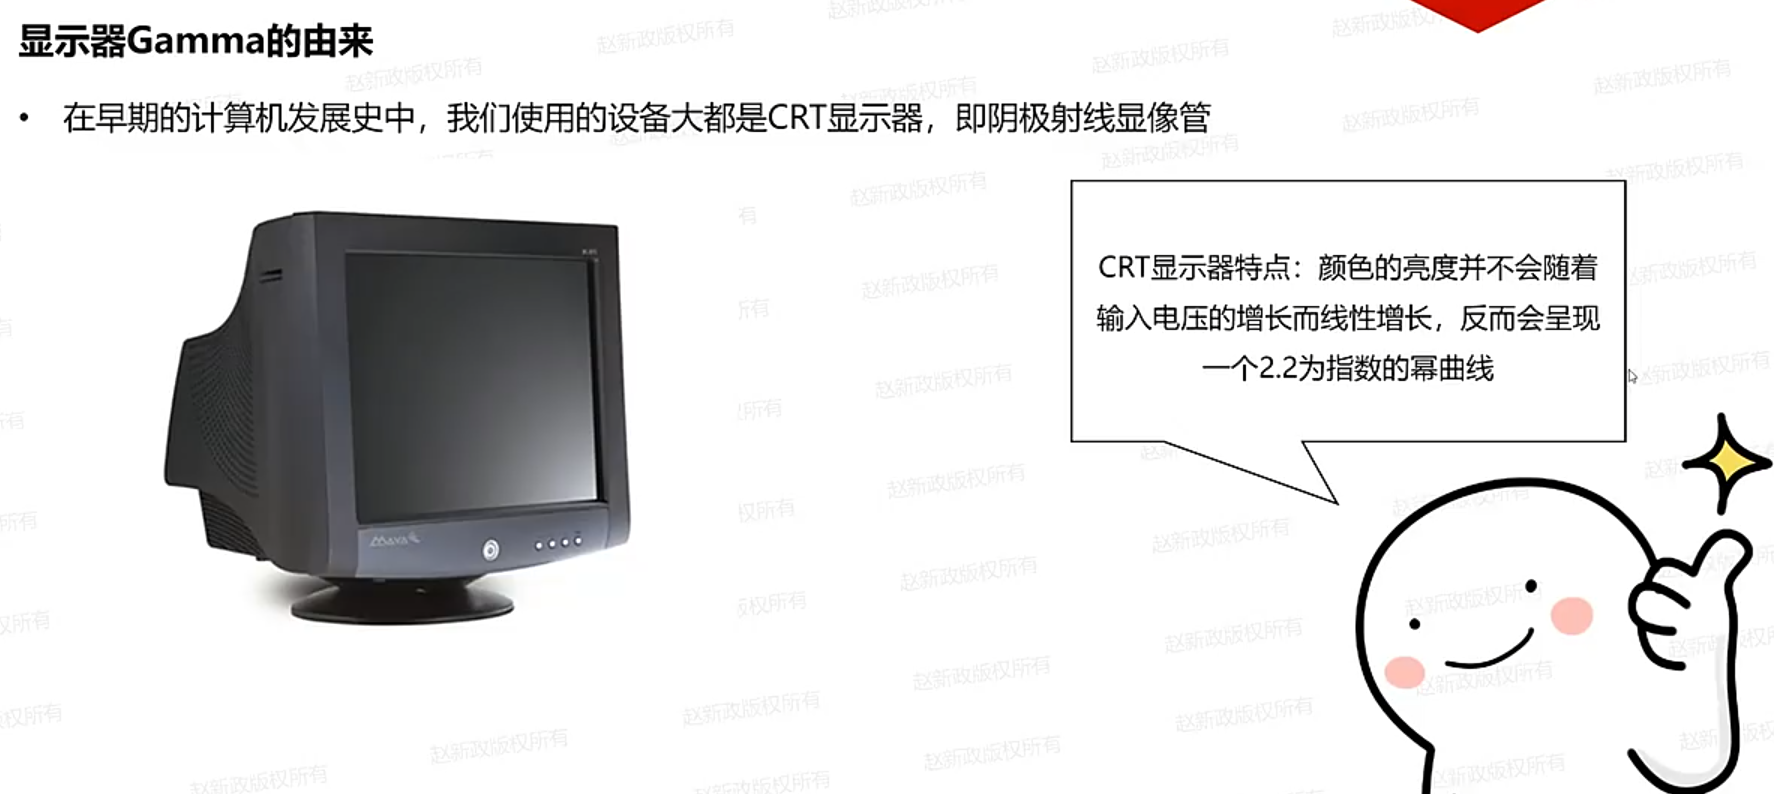 显示器Gamma的由来
• 在早期的计算机发展史中，我们使用的设备大都是CRT显示器，即阴极射线显像管
CRT显示器特点：颜色的亮度并不会随着
输入电压的增长而线性增长，反而会呈现
一个2.2为指数的幂曲线
MAYA
赵新政版权所有